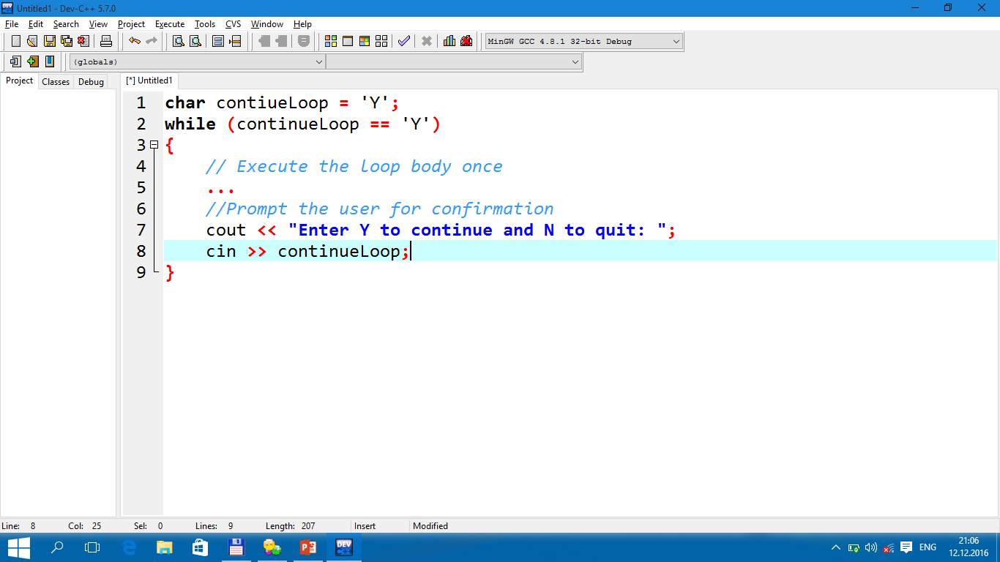 Untitled1 - Dev-C++ 5.7.0
File Edit Search View Project Execute Tools CVS Window Help
MinGW GCC 4.8.1 32-bit Debug
(globals)
Project Classes Debug
[*] Untitled1
1 char contiueLoop = 'Y';
2 while (continueLoop == 'Y')
3 {
4 // Execute the loop body once
5 ...
6 //Prompt the user for confirmation
7 cout << "Enter Y to continue and N to quit: ";
8 cin >> continueLoop;
9 }
Line: 8 Col: 25 Sel: 0 Lines: 9 Length: 207 Insert Modified
DEV C++
ENG
21:06
12.12.2016